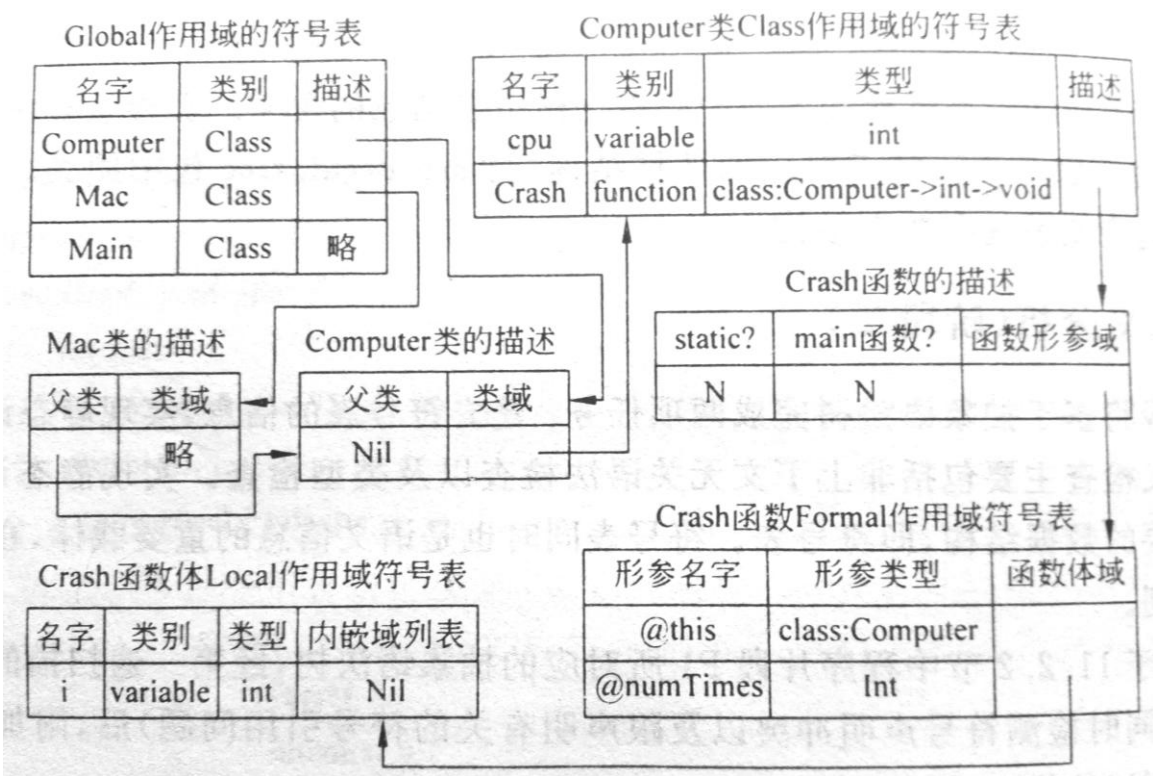 Global作用域的符号表
名字 类别 描述
Computer Class
Mac Class
Main Class 略
Computer类Class作用域的符号表
名字 类别 类型 描述
cpu variable int
Crash function class:Computer->int->void
Crash函数的描述
static? main函数? 函数形参域
N N
Mac类的描述
父类 类域
略
Computer类的描述
父类 类域
Nil
Crash函数Formal作用域符号表
形参名字 形参类型 函数体域
@this class:Computer
@numTimes Int
Crash函数体Local作用域符号表
名字 类别 类型 内嵌域列表
i variable int Nil